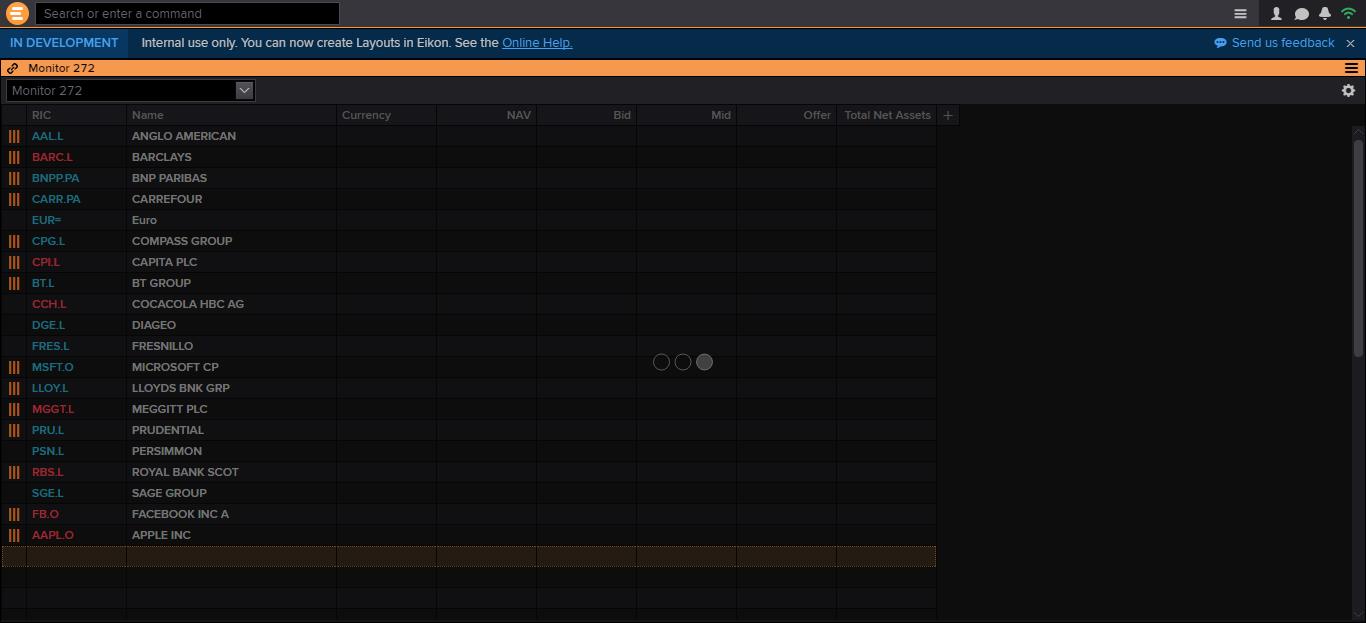 Search or enter a command
IN DEVELOPMENT Internal use only. You can now create Layouts in Eikon. See the Online Help. Send us feedback
Monitor 272
Monitor 272
RIC Name Currency NAV Bid Mid Offer Total Net Assets +
AAL.L ANGLO AMERICAN
BARC.L BARCLAYS
BNPP.PA BNP PARIBAS
CARR.PA CARREFOUR
EUR= Euro
CPG.L COMPASS GROUP
CPI.L CAPITA PLC
BT.L BT GROUP
CCH.L COCACOLA HBC AG
DGE.L DIAGEO
FRES.L FRESNILLO
MSFT.O MICROSOFT CP
LLOY.L LLOYDS BNK GRP
MGGT.L MEGGITT PLC
PRU.L PRUDENTIAL
PSN.L PERSIMMON
RBS.L ROYAL BANK SCOT
SGE.L SAGE GROUP
FB.O FACEBOOK INC A
AAPL.O APPLE INC